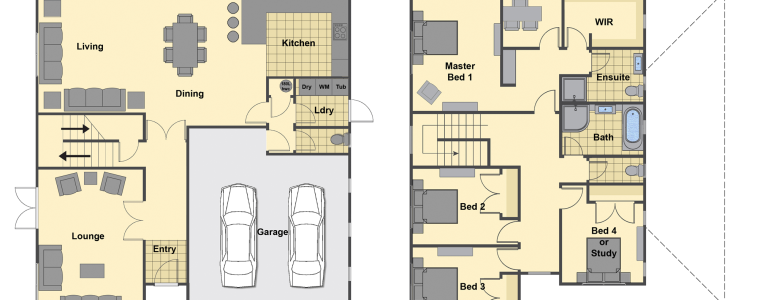 Living
Dining
Kitchen
Dry
WM
Tub
Ldry
Garage
Lounge
Entry
Master
Bed 1
WIR
Ensuite
Bath
Bed 2
Bed 3
Bed 4
or
Study